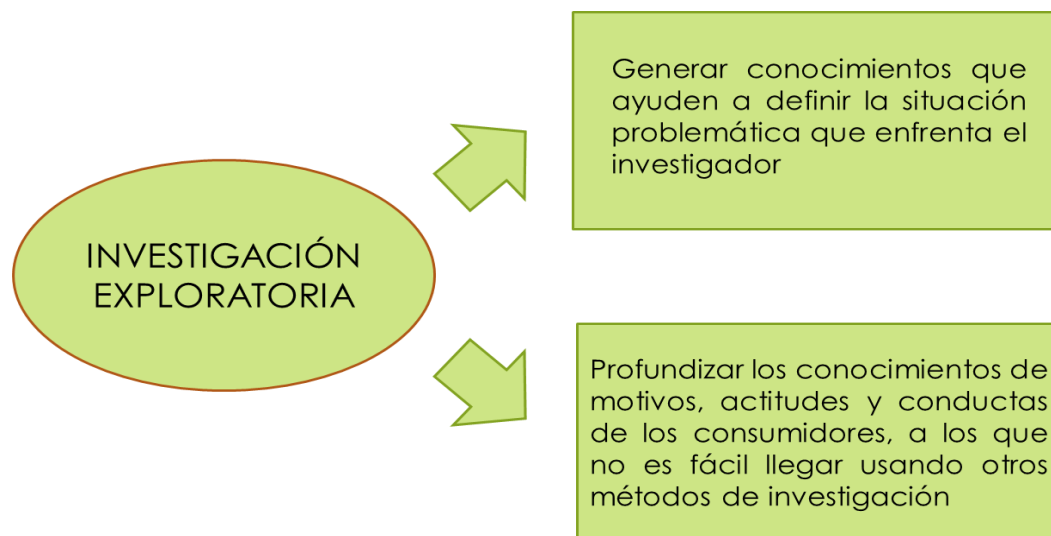 INVESTIGACIÓN
EXPLORATORIA
Generar conocimientos que
ayuden a definir la situación
problemática que enfrenta el
investigador
Profundizar los conocimientos de
motivos, actitudes y conductas
de los consumidores, a los que
no es fácil llegar usando otros
métodos de investigación